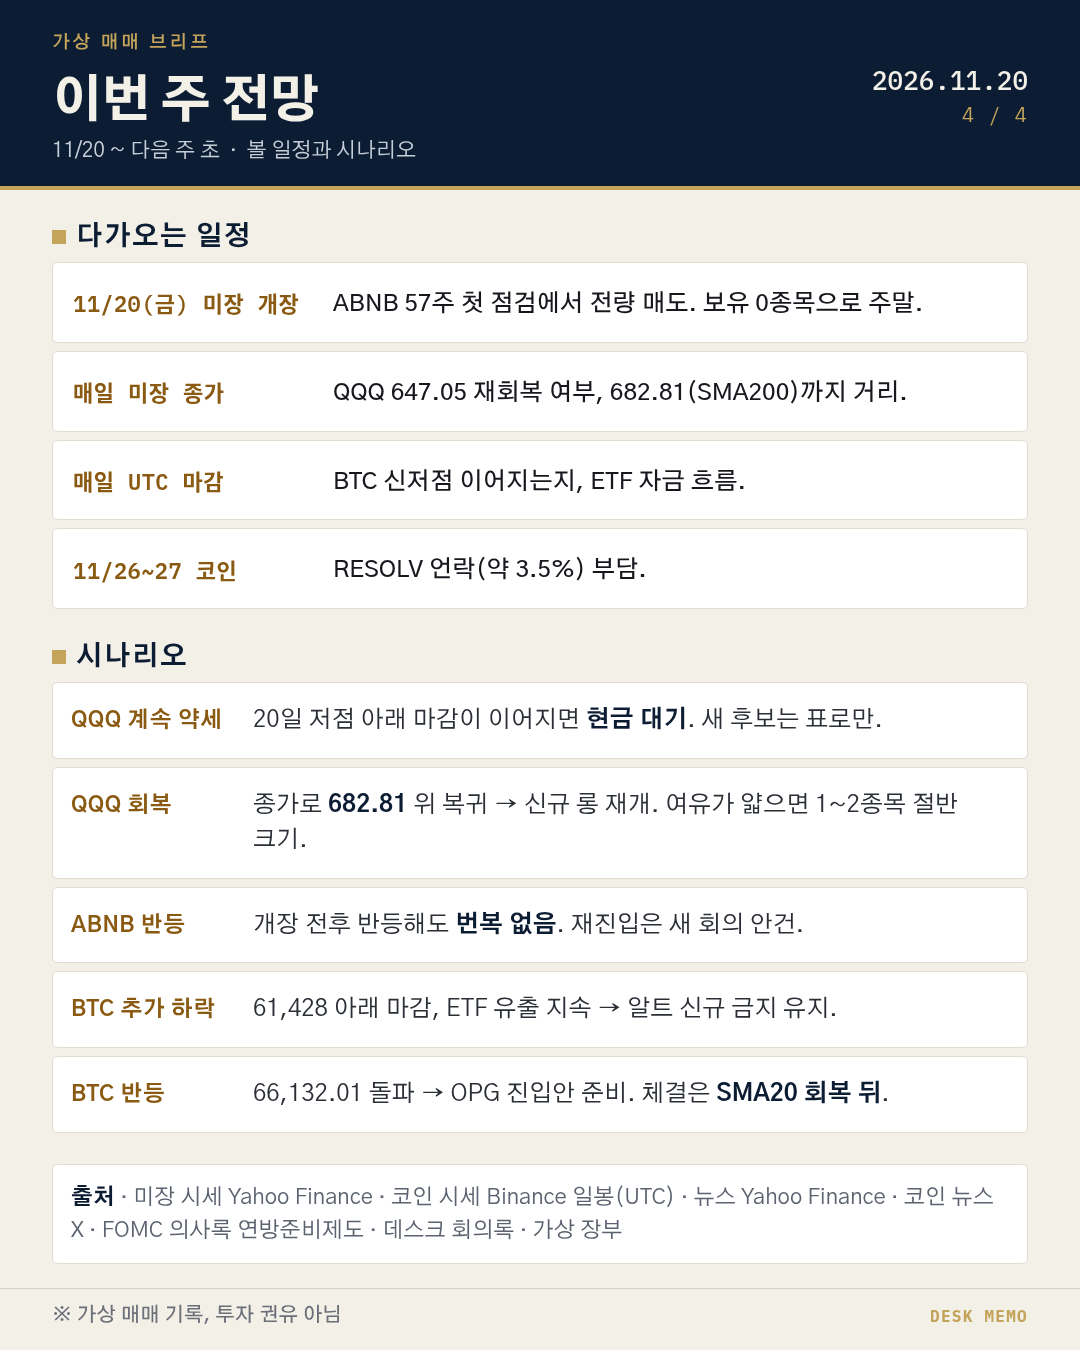 가상 매매 브리프
이번 주 전망
11/20 ~ 다음 주 초 · 볼 일정과 시나리오
2026.11.20
4 / 4
다가오는 일정
11/20(금) 미장 개장 ABNB 57주 첫 점검에서 전량 매도. 보유 0종목으로 주말.
매일 미장 종가 QQQ 647.05 재회복 여부, 682.81(SMA200)까지 거리.
매일 UTC 마감 BTC 신저점 이어지는지, ETF 자금 흐름.
11/26~27 코인 RESOLV 언락(약 3.5%) 부담.
시나리오
QQQ 계속 약세 20일 저점 아래 마감이 이어지면 현금 대기. 새 후보는 표로만.
QQQ 회복 종가로 682.81 위 복귀 → 신규 롱 재개. 여유가 얇으면 1~2종목 절반
크기.
ABNB 반등 개장 전후 반등해도 번복 없음. 재진입은 새 회의 안건.
BTC 추가 하락 61,428 아래 마감, ETF 유출 지속 → 알트 신규 금지 유지.
BTC 반등 66,132.01 돌파 → OPG 진입안 준비. 체결은 SMA20 회복 뒤.
출처 · 미장 시세 Yahoo Finance · 코인 시세 Binance 일봉(UTC) · 뉴스 Yahoo Finance · 코인 뉴스
X · FOMC 의사록 연방준비제도 · 데스크 회의록 · 가상 장부
※ 가상 매매 기록, 투자 권유 아님
DESK MEMO